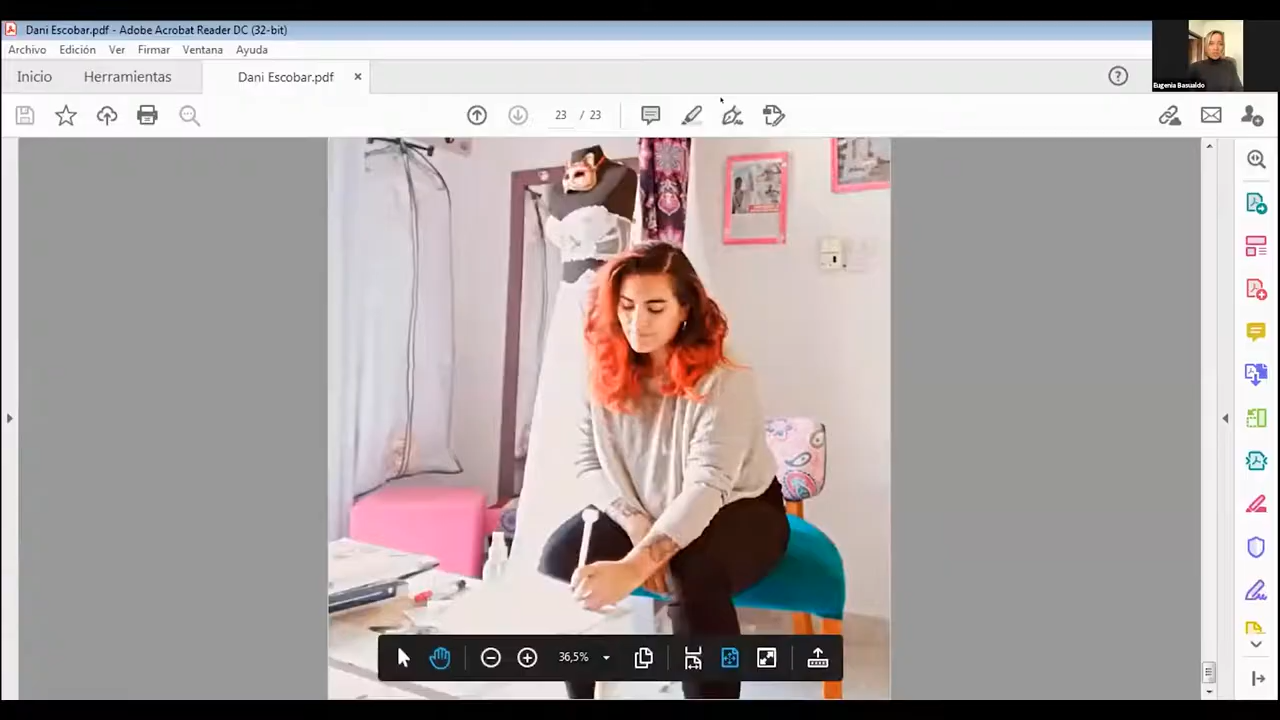 Dani Escobar.pdf - Adobe Acrobat Reader DC (32-bit)
Archivo Edición Ver Firmar Ventana Ayuda
Inicio Herramientas Dani Escobar.pdf
23 / 23
36,5%
Eugenia Basualdo